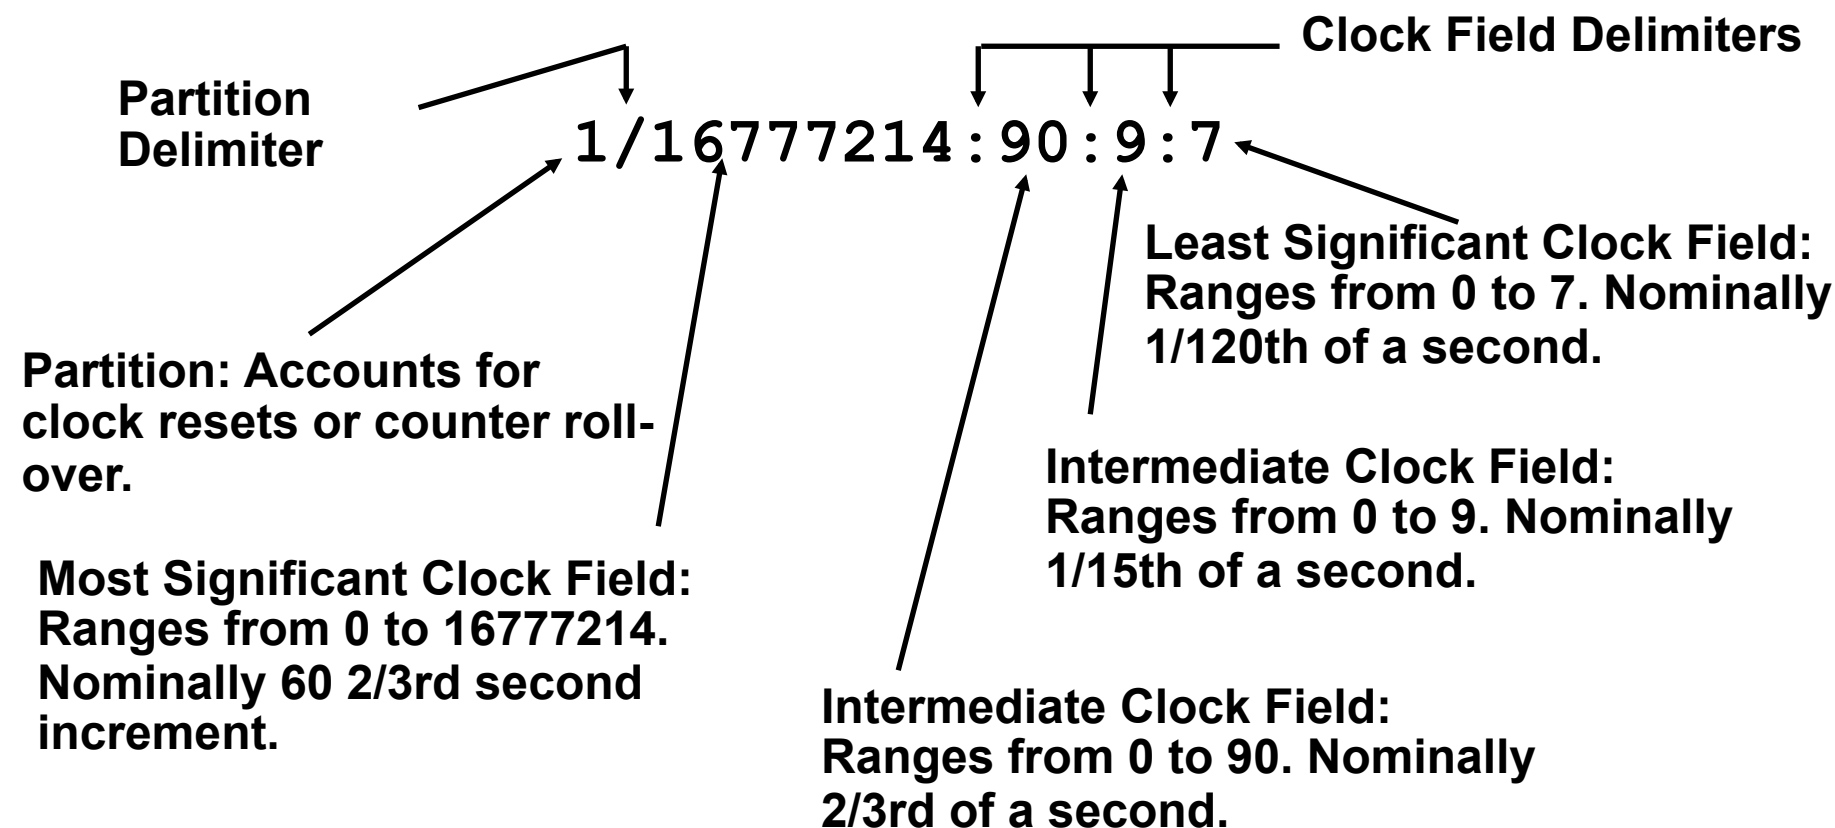 Clock Field Delimiters
Partition
Delimiter
1/16777214:90:9:7
Least Significant Clock Field:
Ranges from 0 to 7. Nominally
1/120th of a second.
Partition: Accounts for
clock resets or counter roll-
over.
Intermediate Clock Field:
Ranges from 0 to 9. Nominally
1/15th of a second.
Most Significant Clock Field:
Ranges from 0 to 16777214.
Nominally 60 2/3rd second
increment.
Intermediate Clock Field:
Ranges from 0 to 90. Nominally
2/3rd of a second.